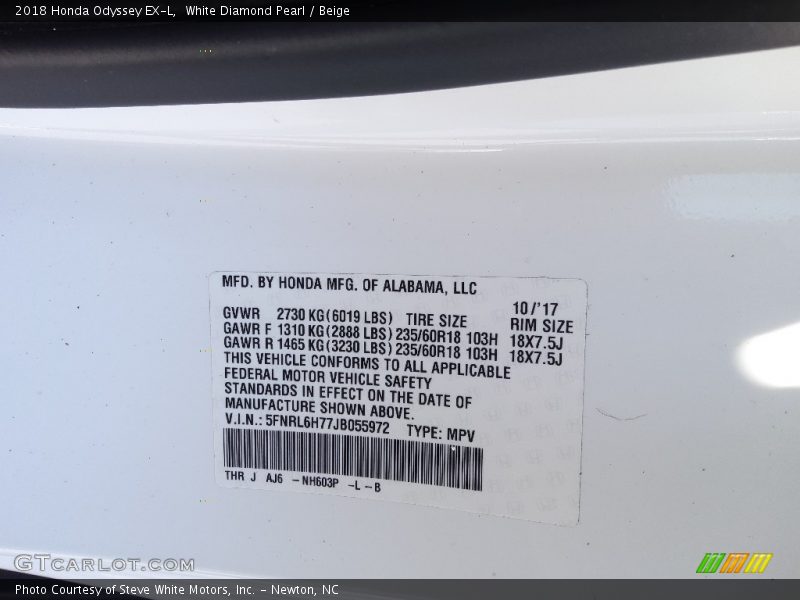 2018 Honda Odyssey EX-L,  White Diamond Pearl / Beige
MFD. BY HONDA MFG. OF ALABAMA, LLC
10/'17
GVWR 2730 KG(6019 LBS) TIRE SIZE RIM SIZE
GAWR F 1310 KG(2888 LBS) 235/60R18 103H 18X7.5J
GAWR R 1465 KG(3230 LBS) 235/60R18 103H 18X7.5J
THIS VEHICLE CONFORMS TO ALL APPLICABLE
FEDERAL MOTOR VEHICLE SAFETY
STANDARDS IN EFFECT ON THE DATE OF
MANUFACTURE SHOWN ABOVE.
V.I.N.: 5FNRL6H77JB055972 TYPE: MPV
THR J AJ6 -NH603P -L -B
GTCARLOT.COM
Photo Courtesy of Steve White Motors, Inc. - Newton, NC